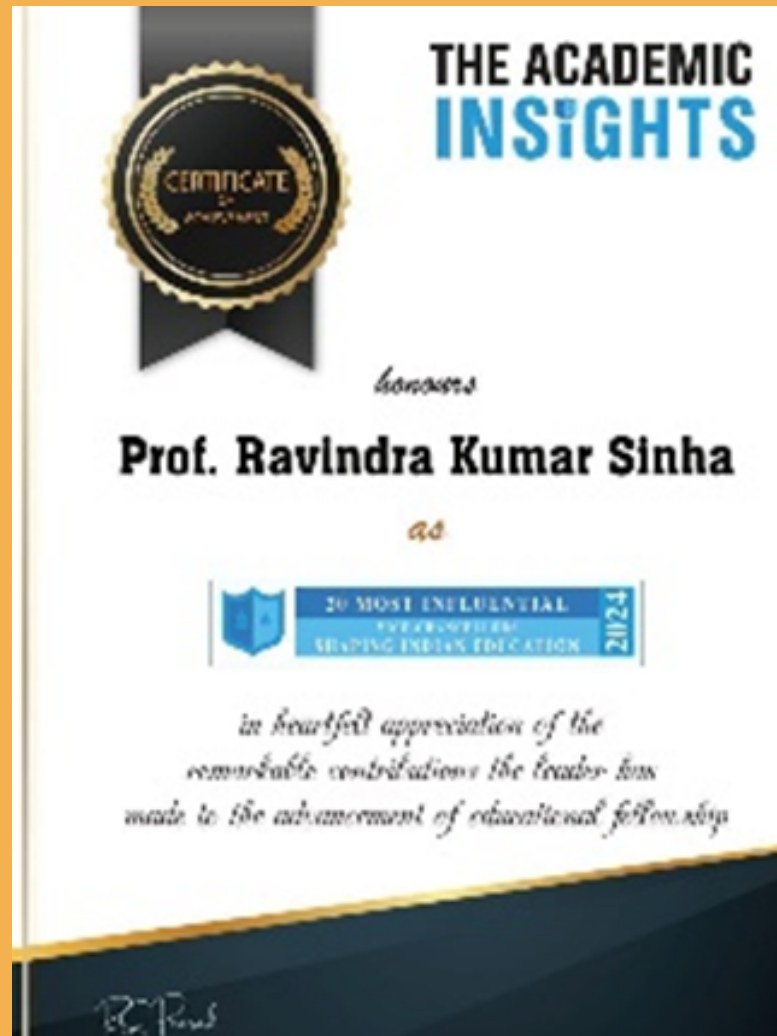 THE ACADEMIC
INSiGHTS
CERTIFICATE
honours
Prof. Ravindra Kumar Sinha
as
20 MOST INFLUENTIAL
SHAPING INDIAN EDUCATION
2024
in heartfelt appreciation of the
remarkable contributions the leader has
made to the advancement of educational fellowship